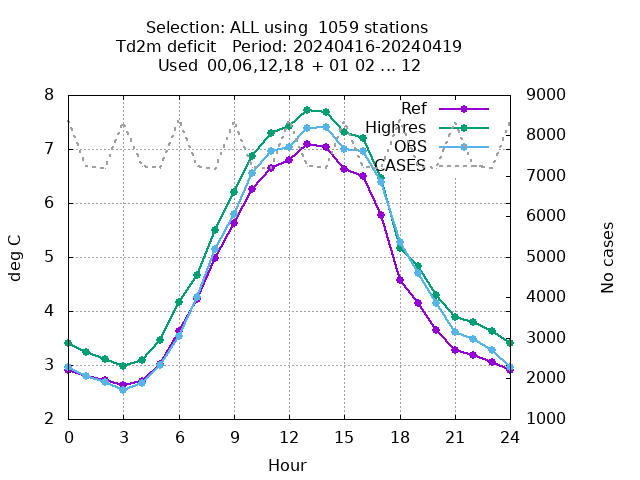 Selection: ALL using  1059 stations
Td2m deficit   Period: 20240416-20240419
Used  00,06,12,18  + 01 02 ... 12
8 9000
Ref
8000
Highres
OBS
7 7000
CASES
6 6000
5 5000
deg C
No cases
4 4000
3000
3
2000
2 1000
0 3 6 9 12 15 18 21 24
Hour